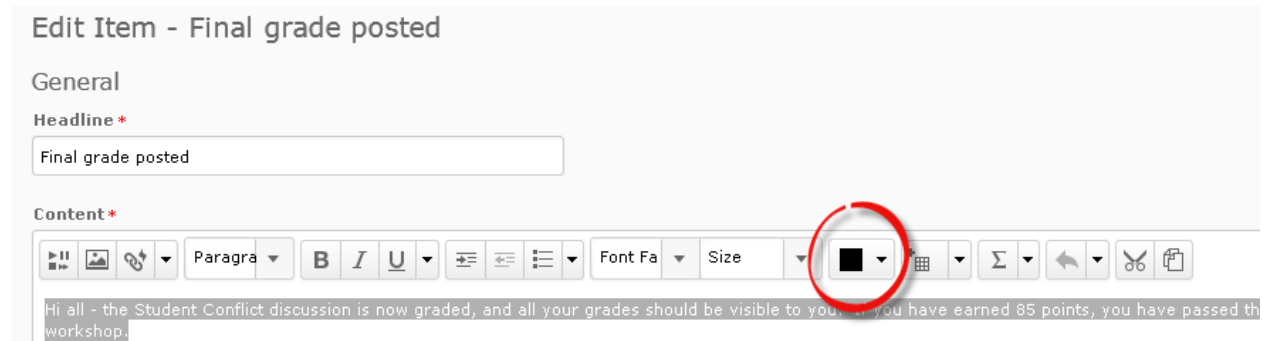 Edit Item - Final grade posted
General
Headline *
Final grade posted
Content *
Paragra B I U Font Fa Size Σ
Hi all - the Student Conflict discussion is now graded, and all your grades should be visible to you. If you have earned 85 points, you have passed th
workshop.